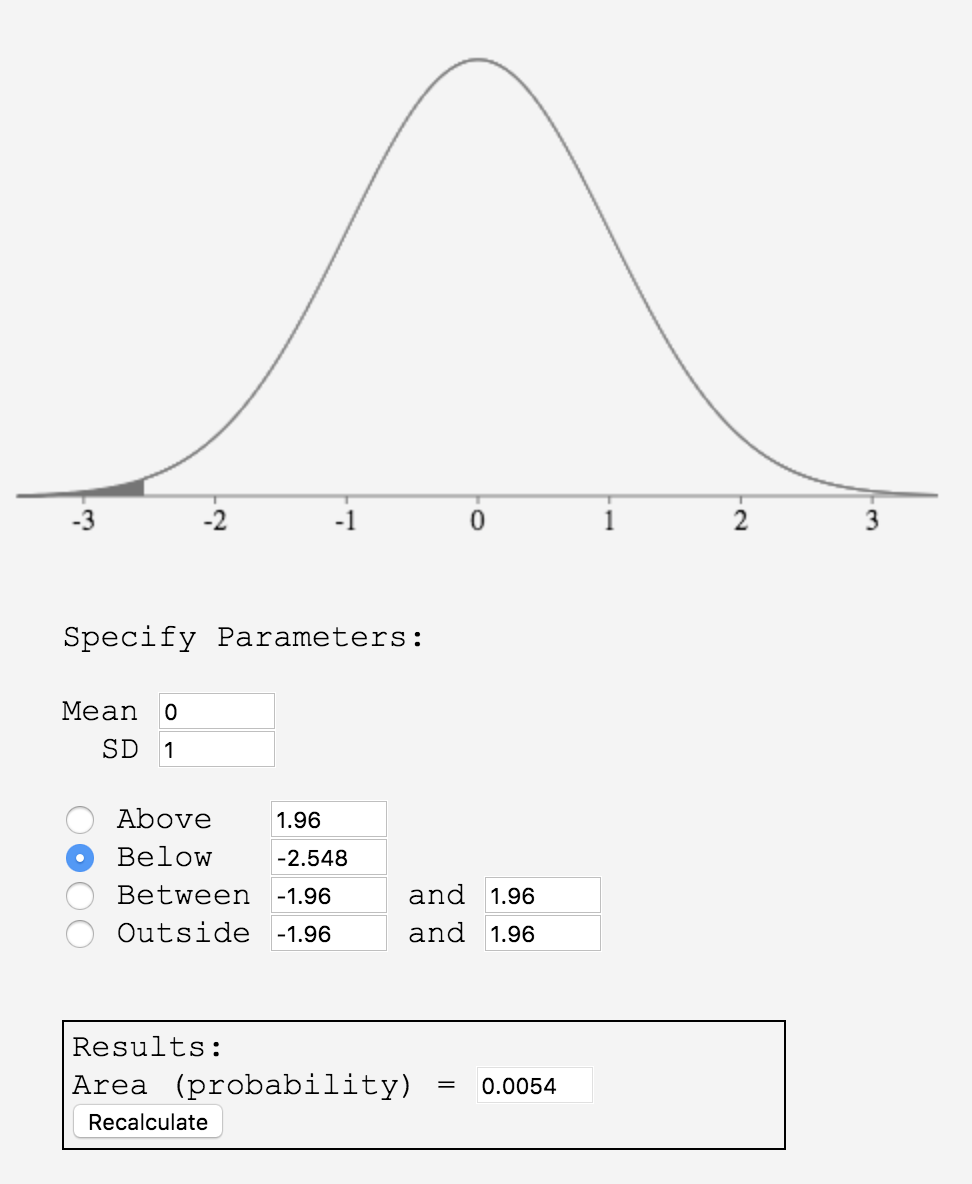 -3 -2 -1 0 1 2 3
Specify Parameters:
Mean 0
SD 1
Above 1.96
Below -2.548
Between -1.96 and 1.96
Outside -1.96 and 1.96
Results:
Area (probability) = 0.0054
Recalculate